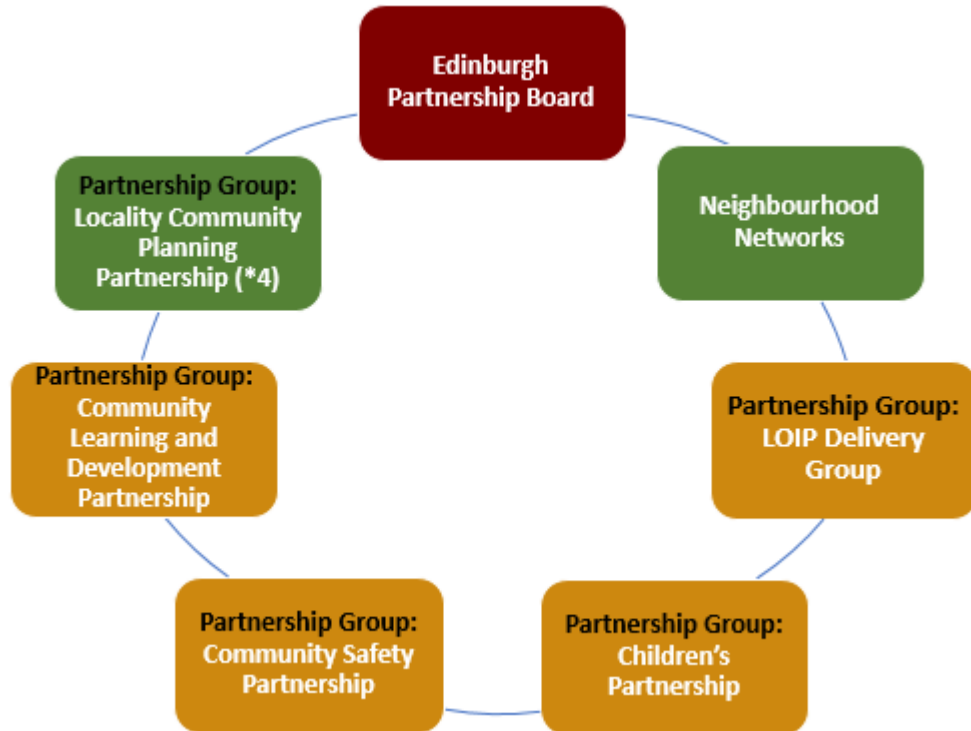 Edinburgh
Partnership Board
Neighbourhood
Networks
Partnership Group:
LOIP Delivery
Group
Partnership Group:
Children’s
Partnership
Partnership Group:
Community Safety
Partnership
Partnership Group:
Community
Learning and
Development
Partnership
Partnership Group:
Locality Community
Planning
Partnership (*4)